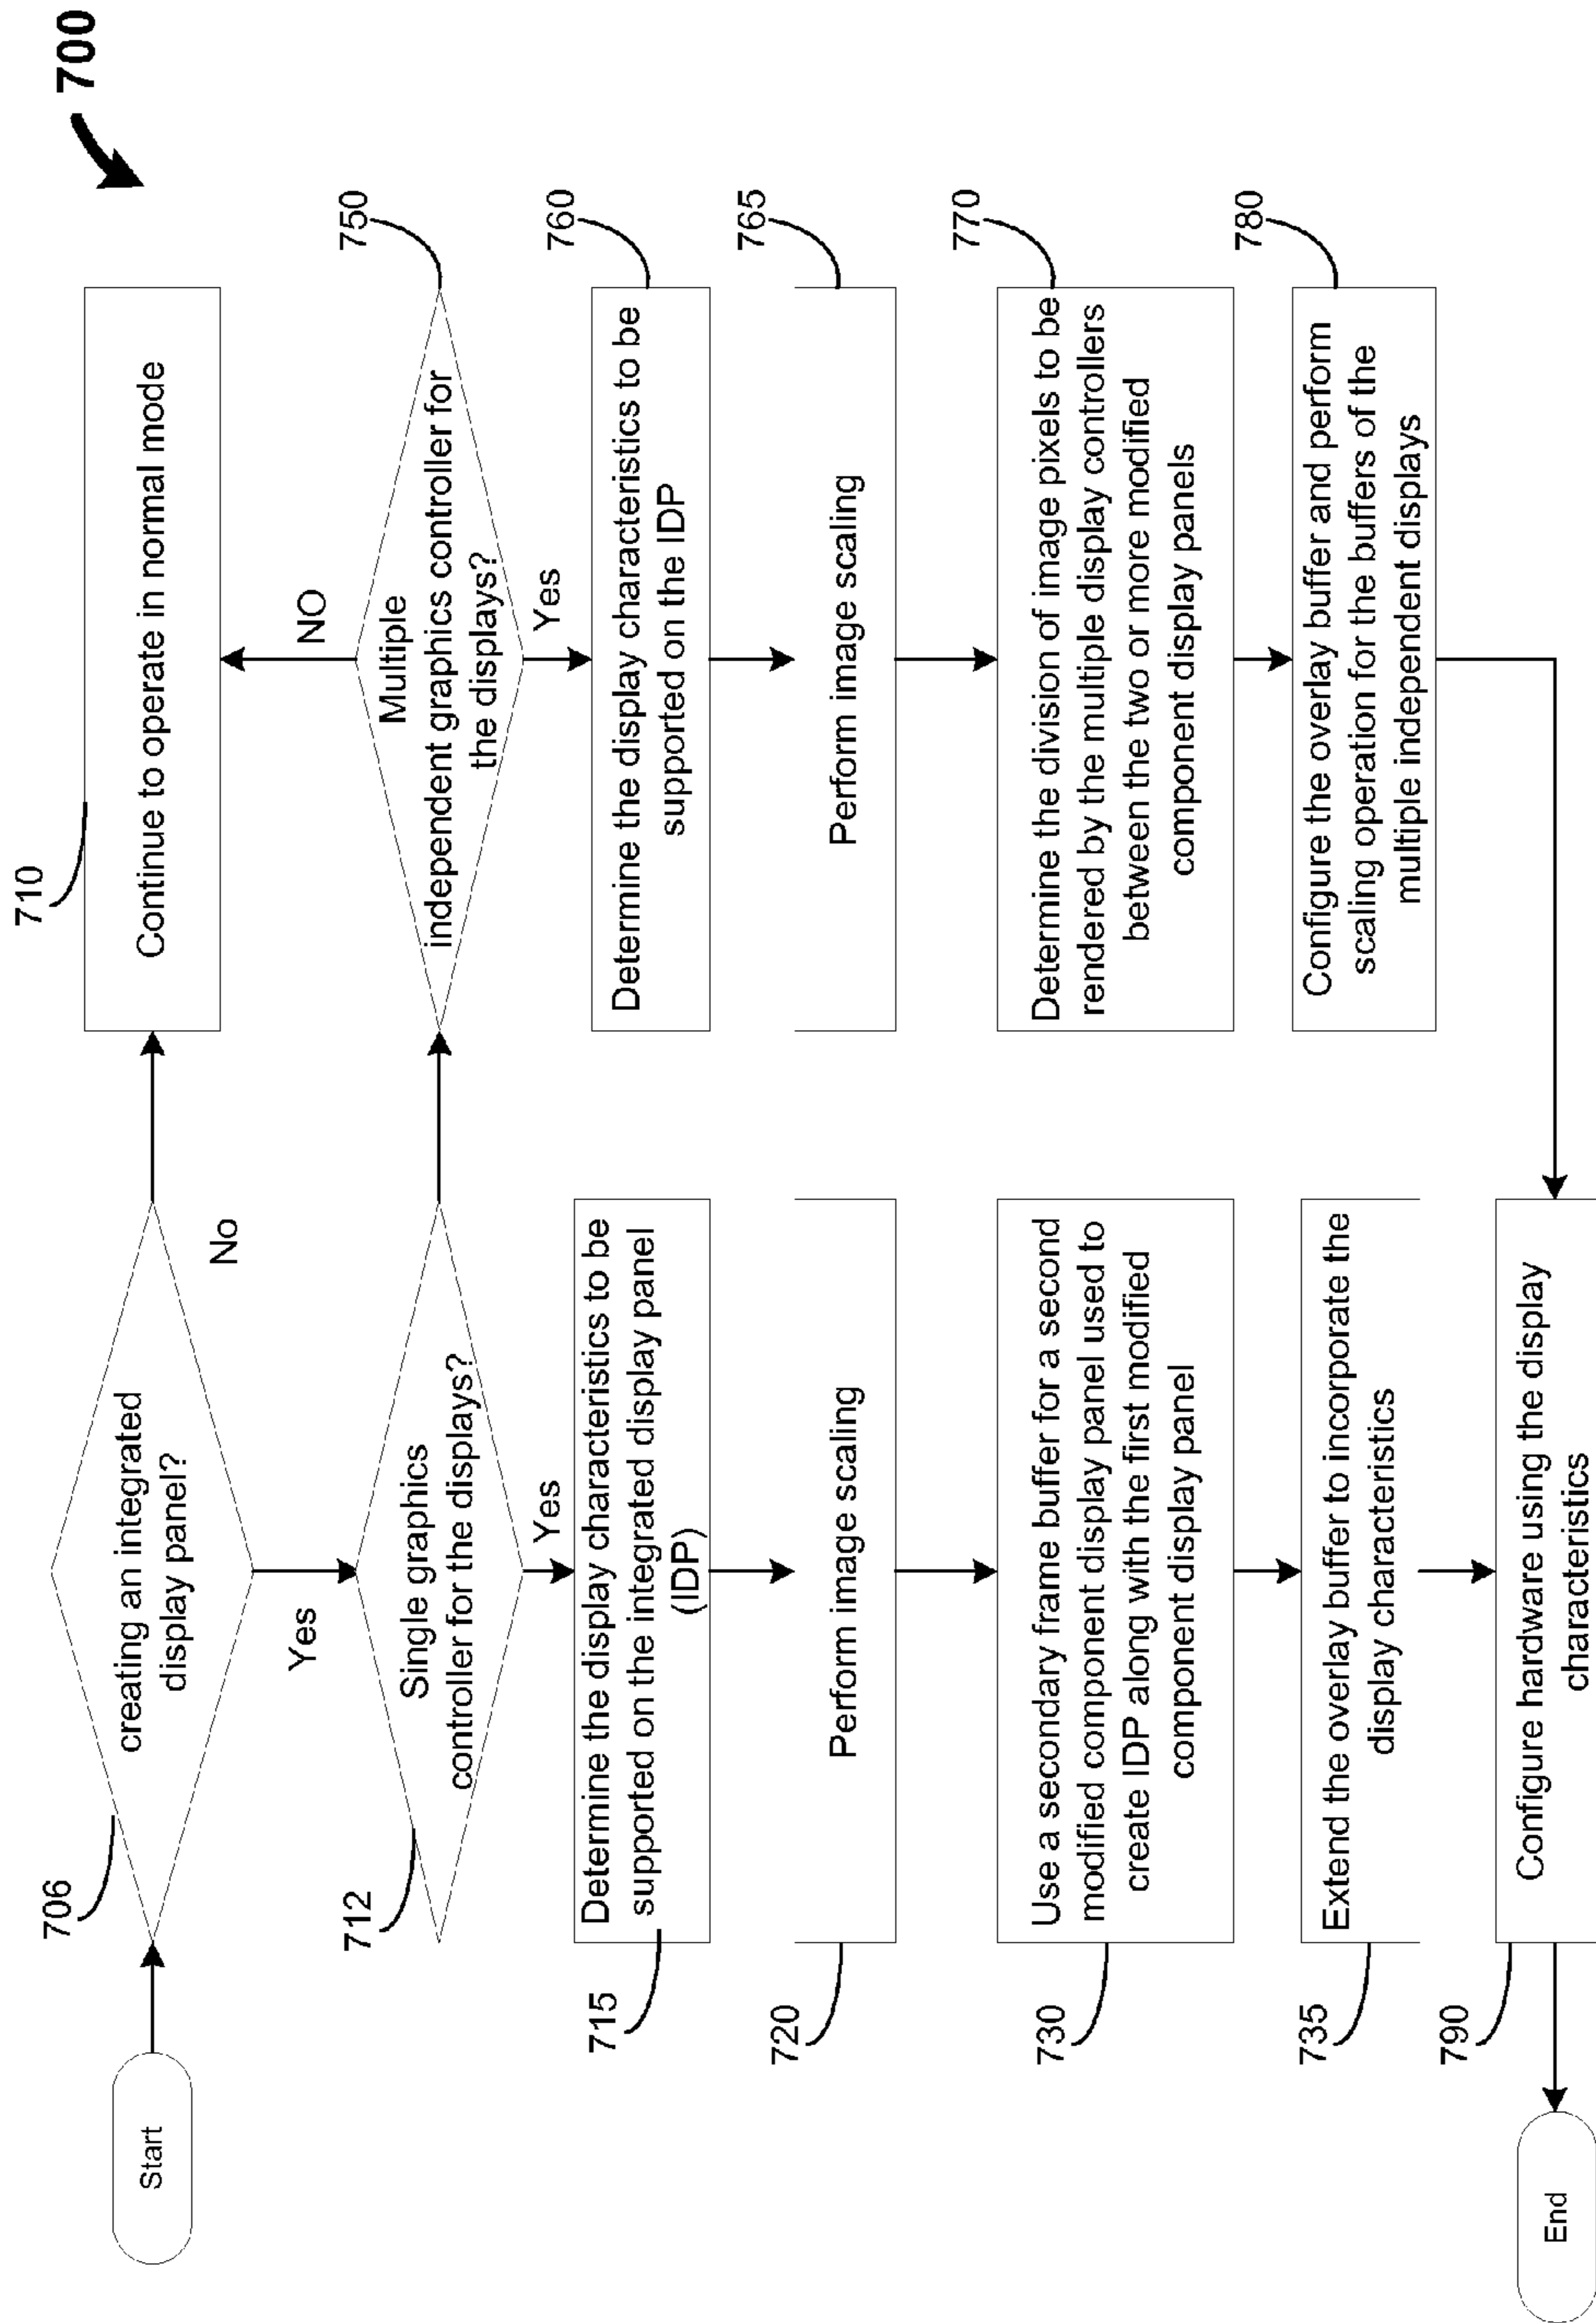 700
Start
706
creating an integrated
display panel?
No
Yes
710
Continue to operate in normal mode
712
Single graphics
controller for the displays?
Yes
750
Multiple
independent graphics controller for
the displays?
NO
Yes
715
Determine the display characteristics to be
supported on the integrated display panel
(IDP)
760
Determine the display characteristics to be
supported on the IDP
720
Perform image scaling
765
Perform image scaling
730
Use a secondary frame buffer for a second
modified component display panel used to
create IDP along with the first modified
component display panel
770
Determine the division of image pixels to be
rendered by the multiple display controllers
between the two or more modified
component display panels
735
Extend the overlay buffer to incorporate the
display characteristics
780
Configure the overlay buffer and perform
scaling operation for the buffers of the
multiple independent displays
790
Configure hardware using the display
characteristics
End